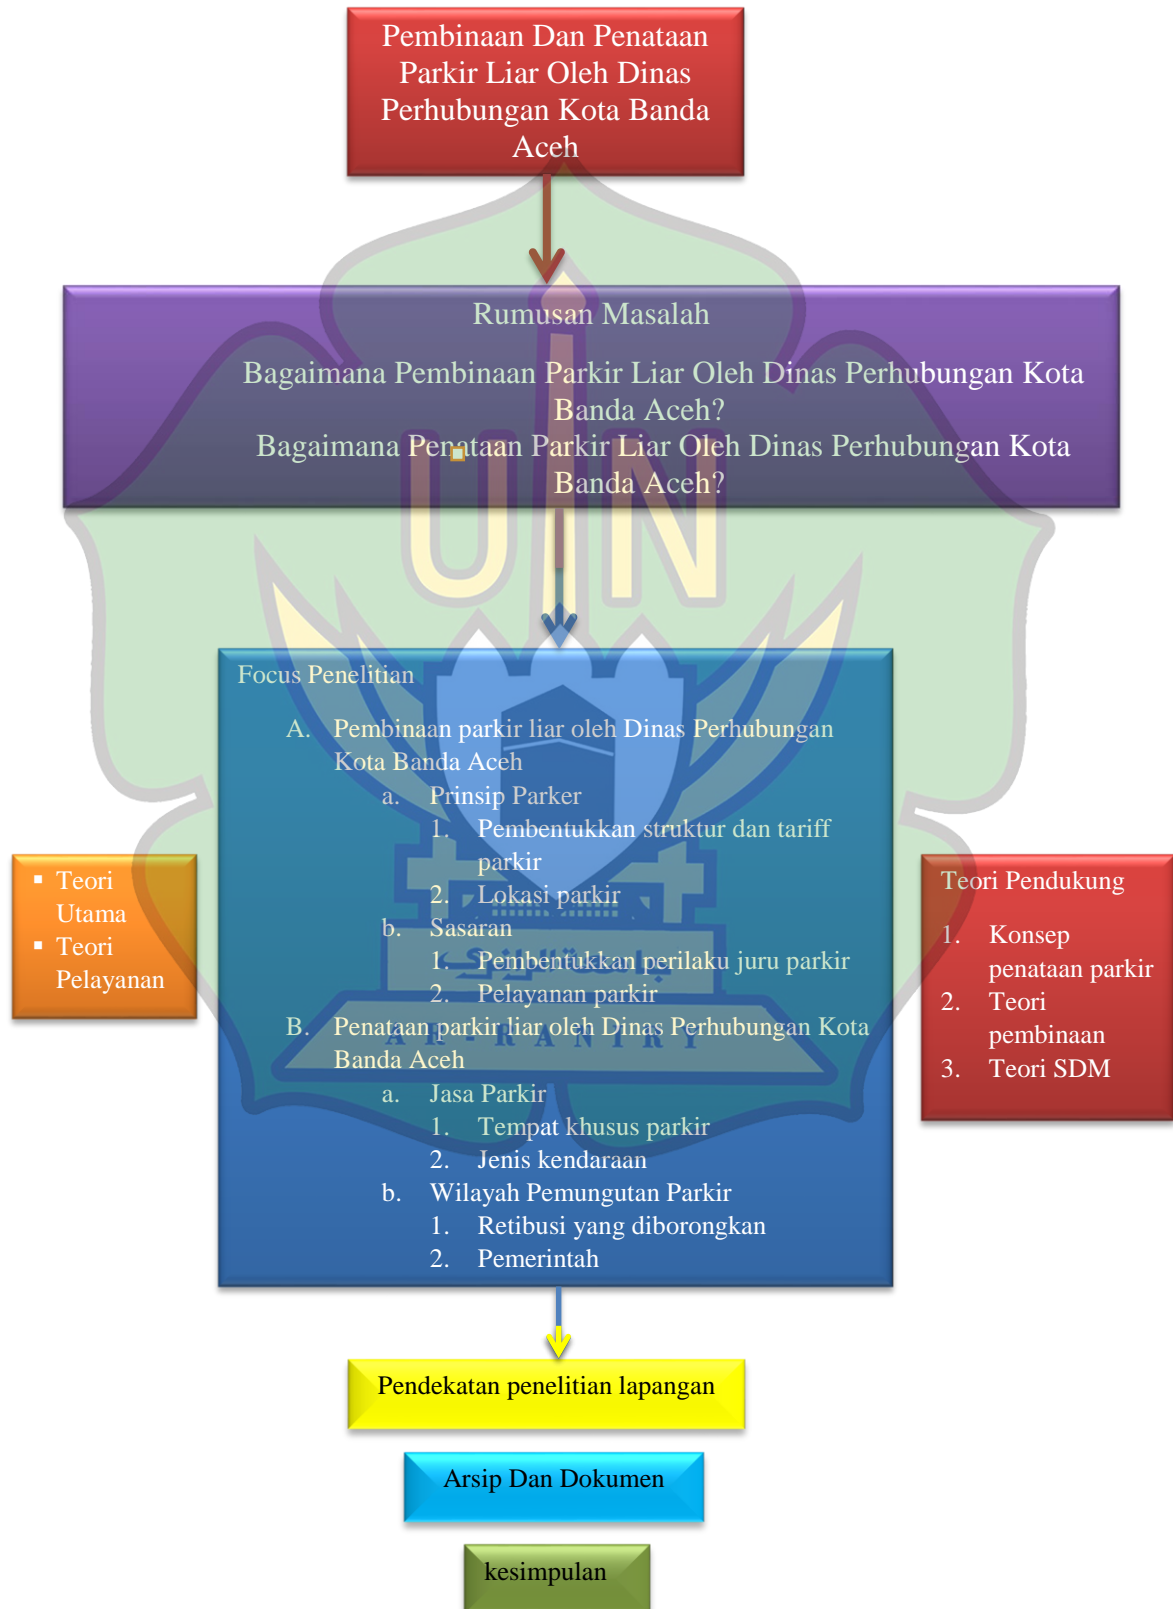 Pembinaan Dan Penataan
Parkir Liar Oleh Dinas
Perhubungan Kota Banda
Aceh
Rumusan Masalah
Bagaimana Pembinaan Parkir Liar Oleh Dinas Perhubungan Kota
Banda Aceh?
Bagaimana Penataan Parkir Liar Oleh Dinas Perhubungan Kota
Banda Aceh?
UIN
Focus Penelitian
A. Pembinaan parkir liar oleh Dinas Perhubungan
Kota Banda Aceh
a. Prinsip Parker
1. Pembentukkan struktur dan tariff
parkir
2. Lokasi parkir
b. Sasaran
1. Pembentukkan perilaku juru parkir
2. Pelayanan parkir
B. Penataan parkir liar oleh Dinas Perhubungan Kota
Banda Aceh
a. Jasa Parkir
1. Tempat khusus parkir
2. Jenis kendaraan
b. Wilayah Pemungutan Parkir
1. Retibusi yang diborongkan
2. Pemerintah
جامعة الرانري
AR-RANIRY
▪ Teori
Utama
▪ Teori
Pelayanan
Teori Pendukung
1. Konsep
penataan parkir
2. Teori
pembinaan
3. Teori SDM
Pendekatan penelitian lapangan
Arsip Dan Dokumen
kesimpulan